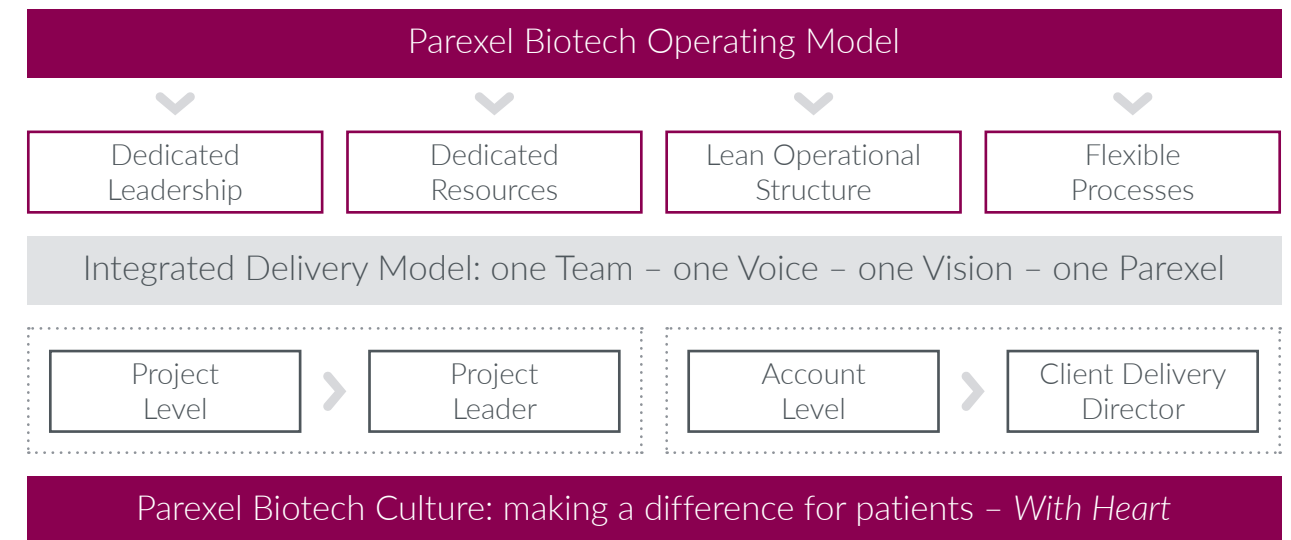 Parexel Biotech Operating Model
Dedicated
Leadership
Dedicated
Resources
Lean Operational
Structure
Flexible
Processes
Integrated Delivery Model: one Team – one Voice – one Vision – one Parexel
Project
Level
Project
Leader
Account
Level
Client Delivery
Director
Parexel Biotech Culture: making a difference for patients – With Heart